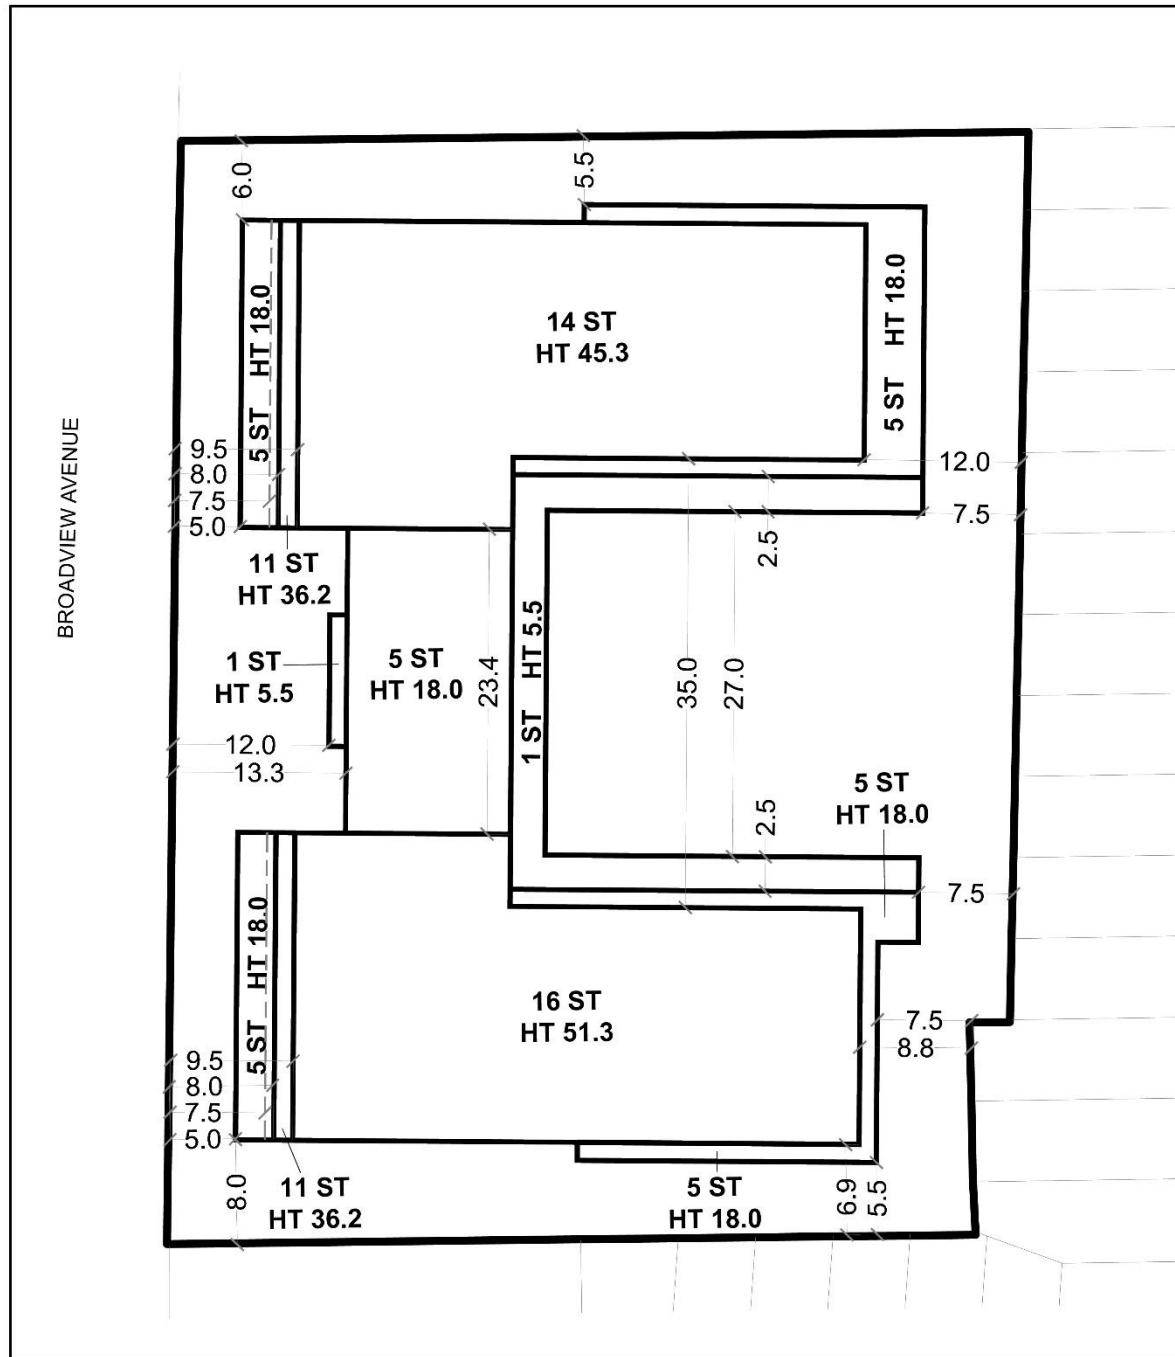 6.0
5.5
5 ST HT 18.0
14 ST
HT 45.3
5 ST HT 18.0
BROADVIEW AVENUE
9.5
8.0
7.5
5.0
12.0
7.5
2.5
11 ST
HT 36.2
1 ST
HT 5.5
5 ST
HT 18.0
23.4
1 ST HT 5.5
35.0
27.0
12.0
13.3
2.5
5 ST
HT 18.0
7.5
5 ST HT 18.0
16 ST
HT 51.3
7.5
8.8
9.5
8.0
7.5
5.0
8.0
11 ST
HT 36.2
5 ST
HT 18.0
6.9
5.5